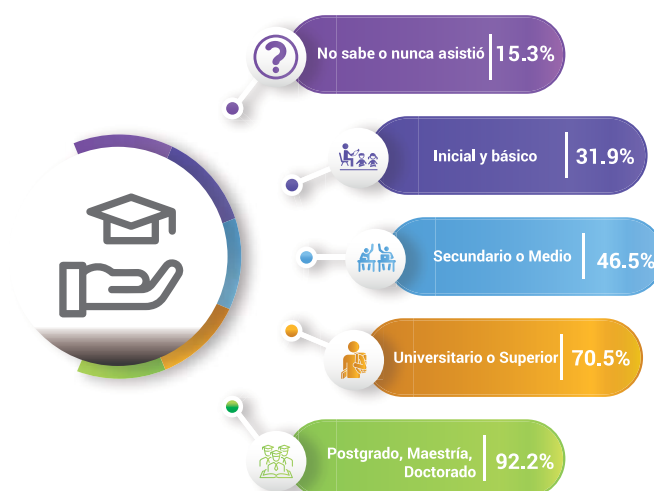 No sabe o nunca asistió 15.3%
Inicial y básico 31.9%
Secundario o Medio 46.5%
Universitario o Superior 70.5%
Postgrado, Maestría,
Doctorado 92.2%